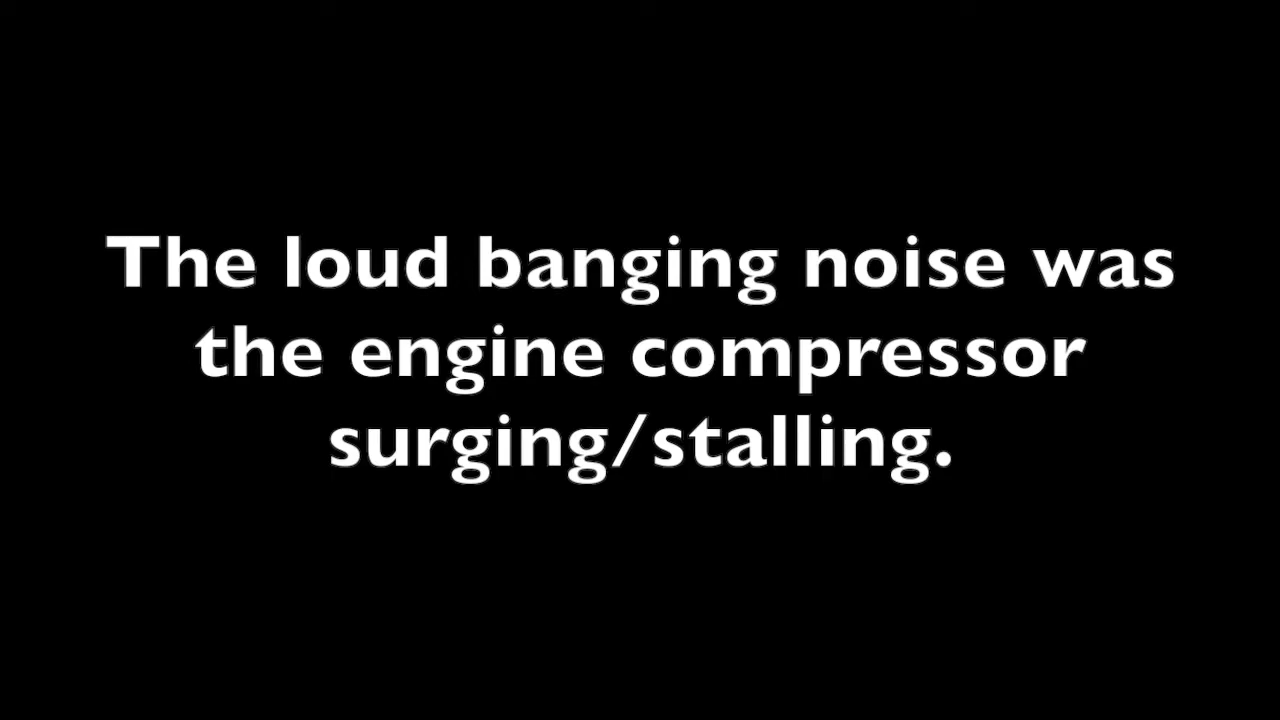 The loud banging noise was
the engine compressor
surging/stalling.